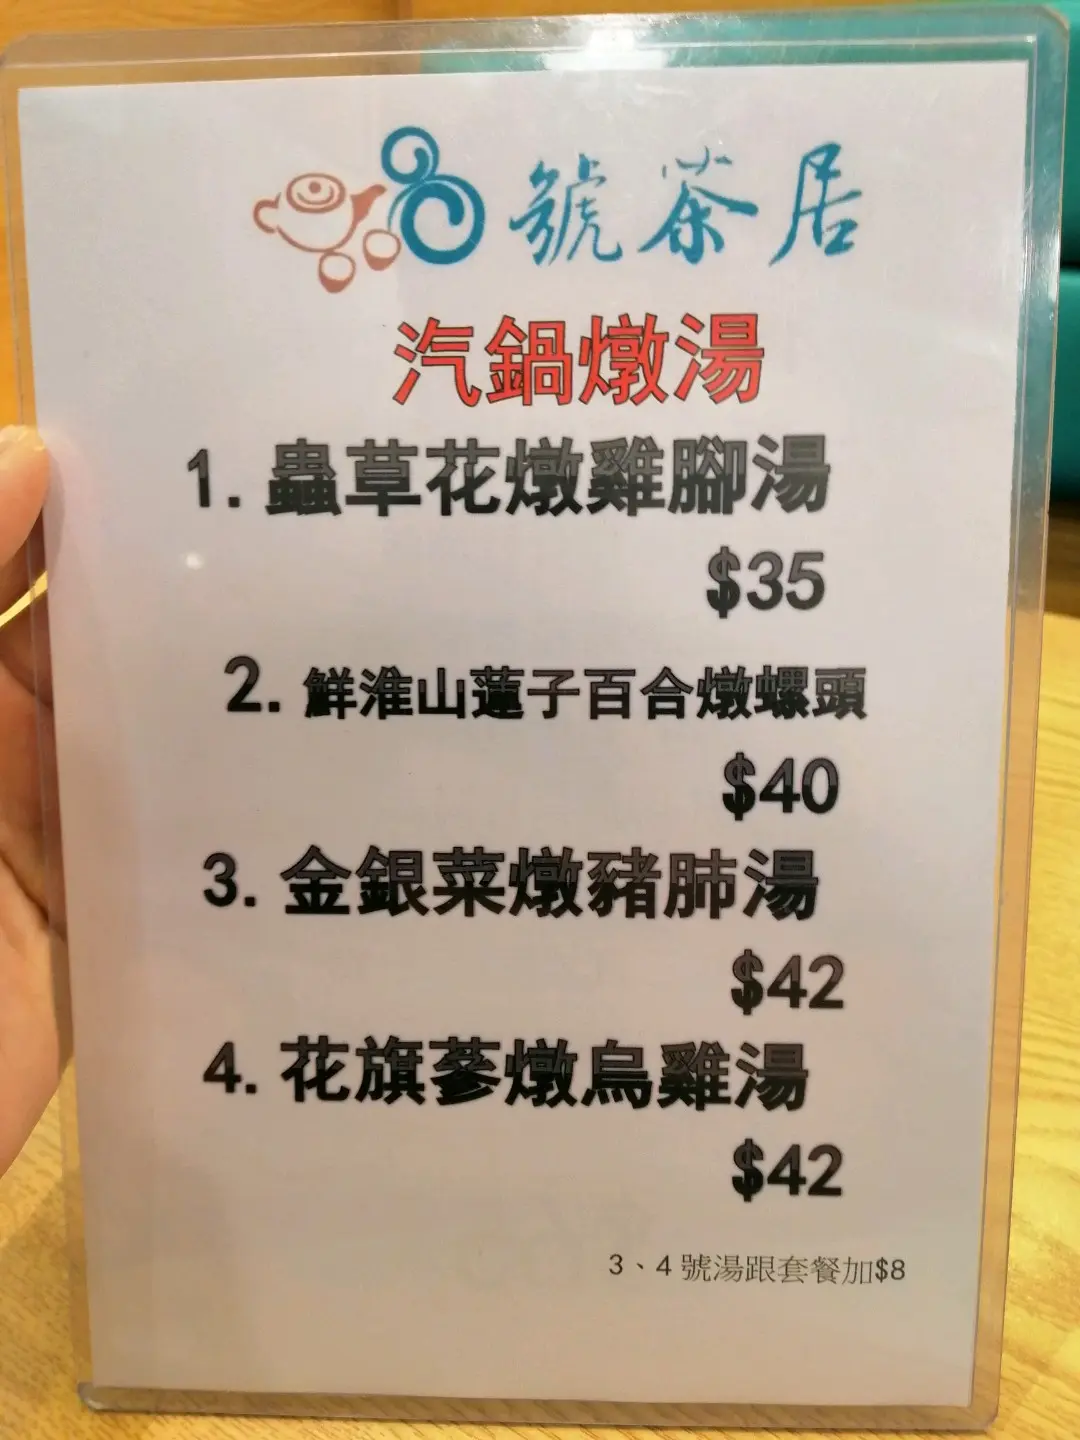 8號茶居
汽鍋燉湯
1. 蟲草花燉雞腳湯
$35
2. 鮮淮山蓮子百合燉螺頭
$40
3. 金銀菜燉豬肺湯
$42
4. 花旗蔘燉烏雞湯
$42
3、4號湯跟套餐加$8